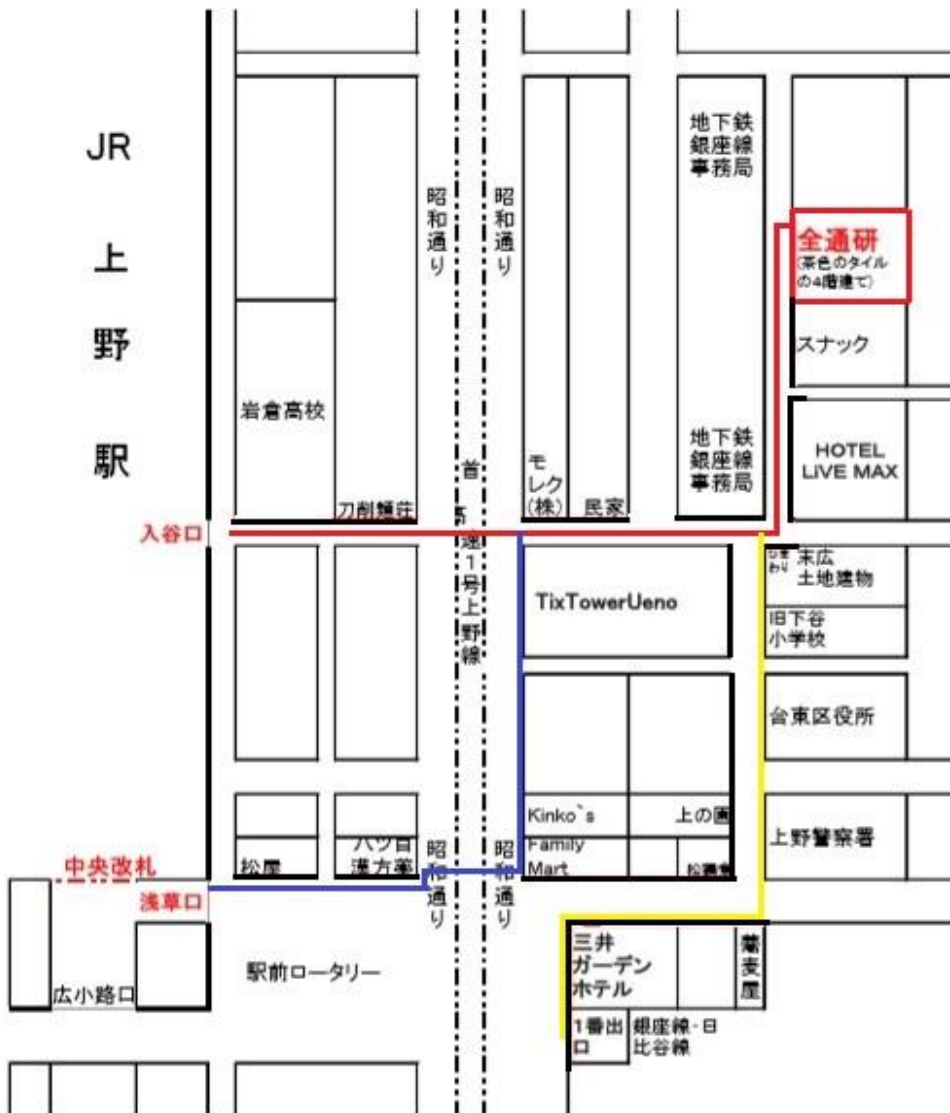 JR
上
野
駅
昭和通り
昭和通り
地下鉄
銀座線
事務局
全通研
(茶色のタイル
の4階建て)
スナック
岩倉高校
刀削麺荘
首
高
速
1
号
上
野
線
モ
レク
(株)
民家
地下鉄
銀座線
事務局
HOTEL
LiVE MAX
入谷口
TixTowerUeno
ひま
わり
末広
土地建物
旧下谷
小学校
台東区役所
Kinko`s
上の園
上野警察署
Family
Mart
松屋
八ツ目
漢方薬
昭和通り
昭和通り
中央改札
浅草口
駅前ロータリー
広小路口
三井
ガーデン
ホテル
蕎麦屋
1番出
口
銀座線・日
比谷線